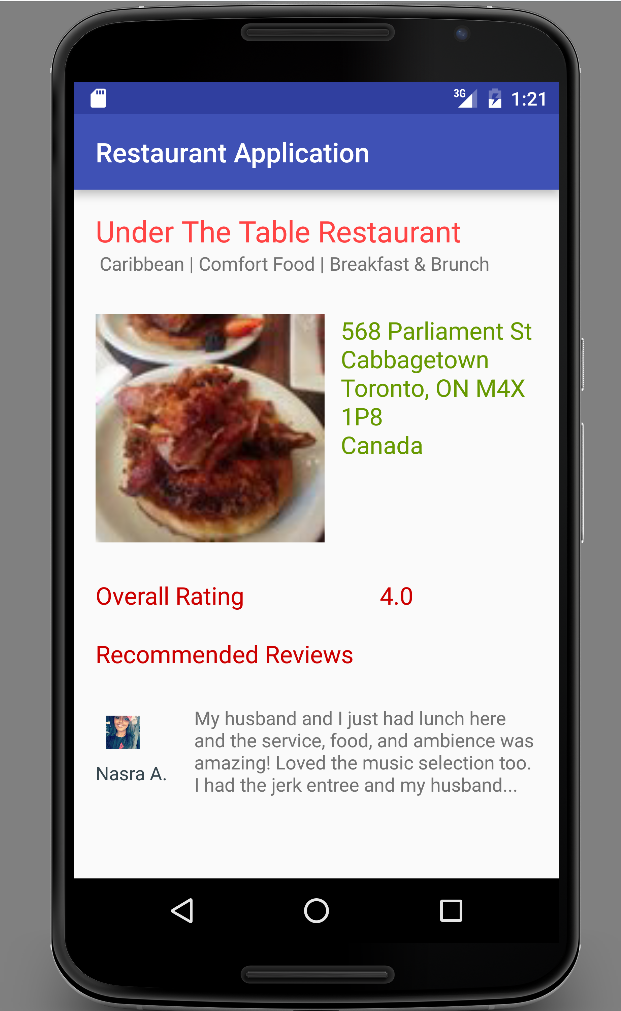 3G 1:21
Restaurant Application
Under The Table Restaurant
Caribbean | Comfort Food | Breakfast & Brunch
568 Parliament St
Cabbagetown
Toronto, ON M4X
1P8
Canada
Overall Rating 4.0
Recommended Reviews
Nasra A.
My husband and I just had lunch here
and the service, food, and ambience was
amazing! Loved the music selection too.
I had the jerk entree and my husband...